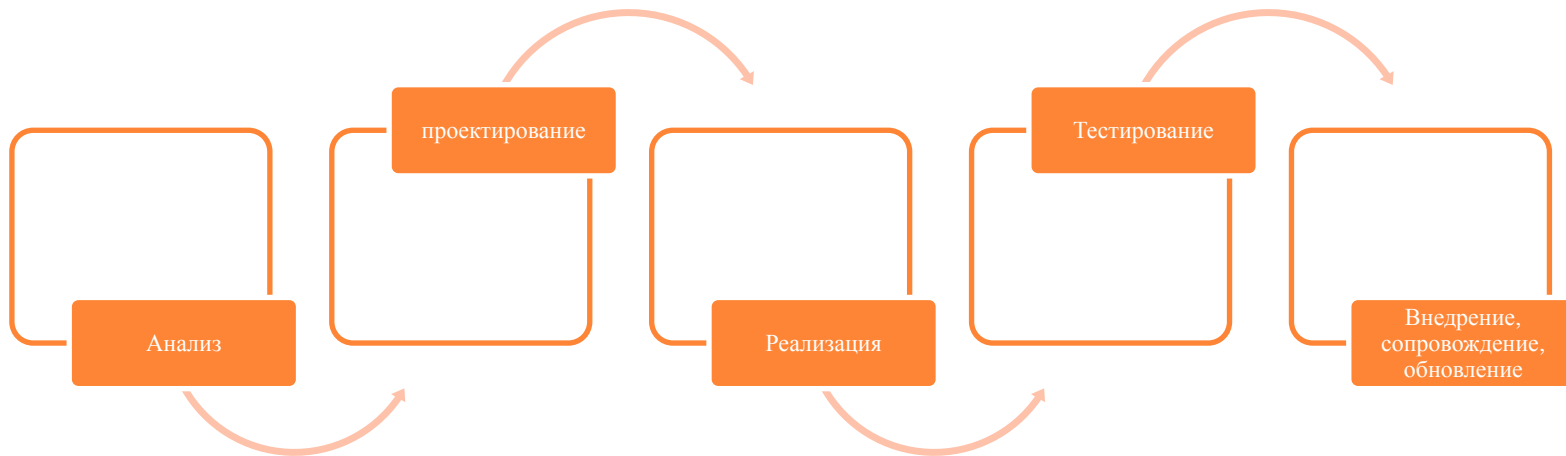 Анализ
проектирование
Реализация
Тестирование
Внедрение,
сопровождение,
обновление